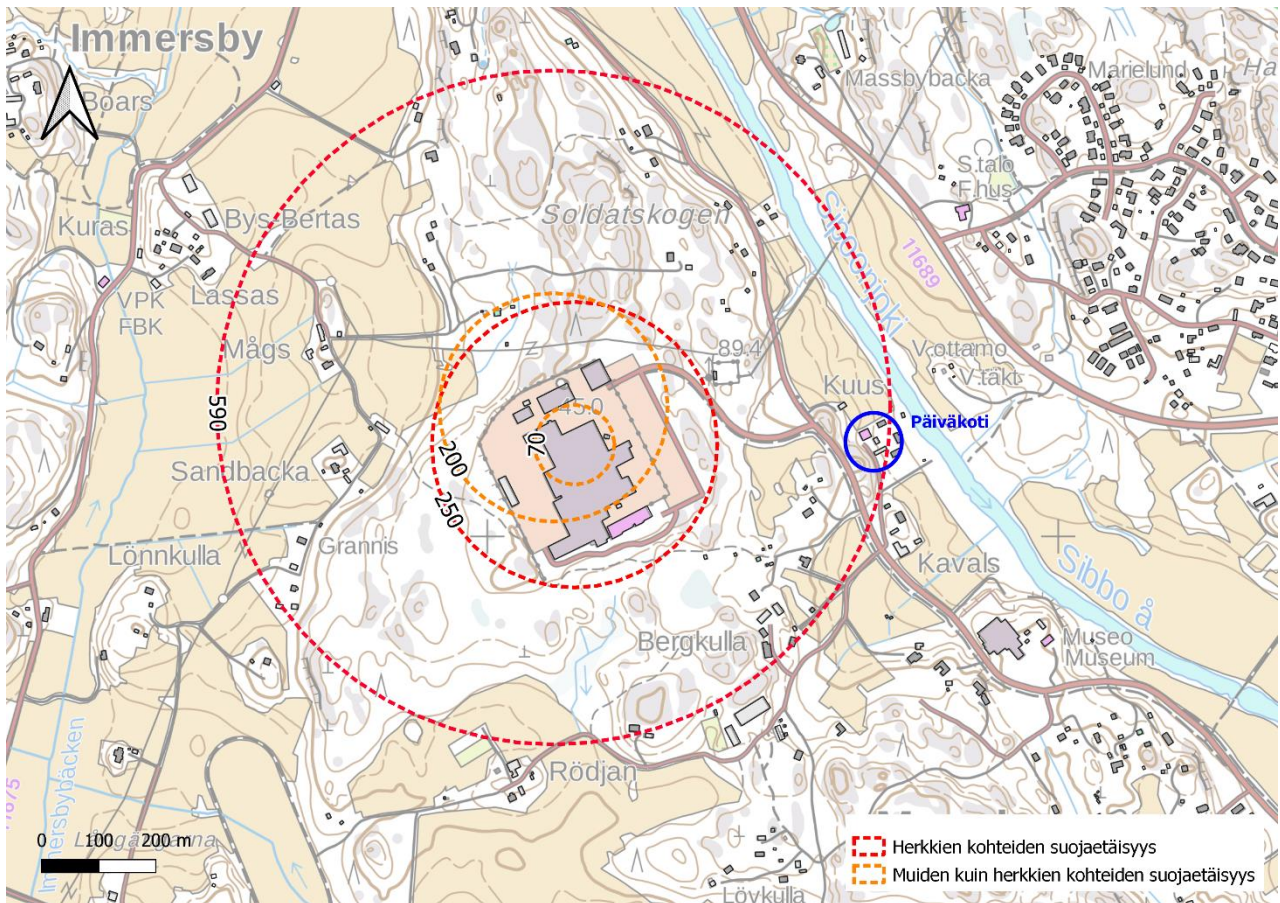 Immersby
Boars
Massbybacka
Marielund
Ha
S.talo
F.hus
Kuras
Bys-Bertas
Soldatskogen
Sipoonjoki
11689
VPK
FBK
Lassas
Mågs
89.4
V.ottamo
V.täkt
Kuus
Päiväkoti
45.0
590
70
200
250
Sandbacka
Lönnkulla
Grannis
Kavals
Sibbo å
Bergkulla
Museo
Museum
Rödjan
Immersbybäcken
0 100 200 m
Lövkulla
Herkkien kohteiden suojaetäisyys
Muiden kuin herkkien kohteiden suojaetäisyys